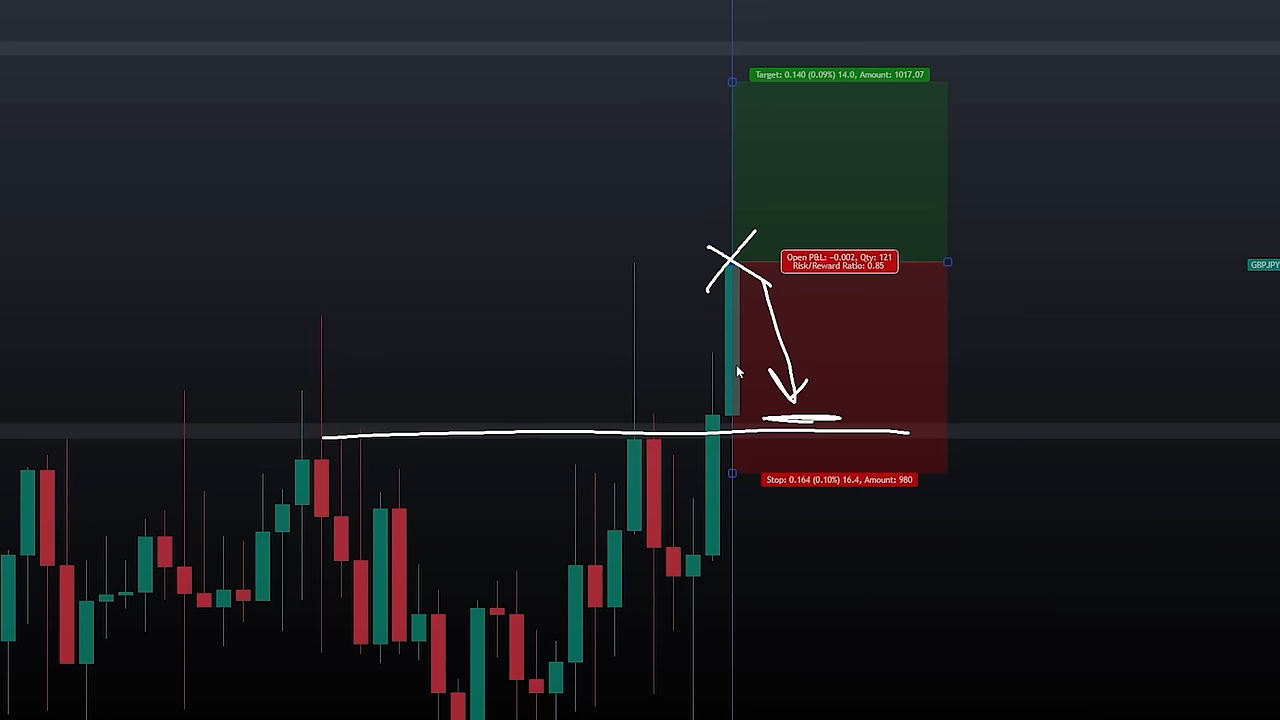 Target: 0.140 (0.09%) 14.0, Amount: 1017.07
Open P&L: −0.002, Qty: 121
Risk/Reward Ratio: 0.85
GBPJPY
Stop: 0.164 (0.10%) 16.4, Amount: 980